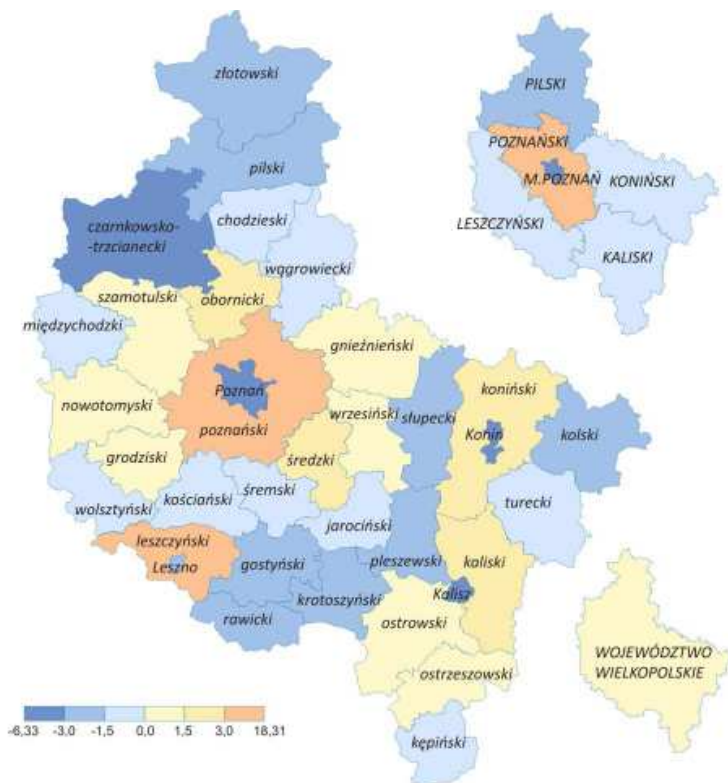 złotowski
PILSKI
POZNAŃSKI
M.POZNAŃ
KONIŃSKI
LESZCZYŃSKI
KALISKI
pilski
czarnkowsko-
-trzcianecki
chodzieski
wągrowiecki
szamotulski
obornicki
międzychodzki
gnieźnieński
koniński
Poznań
nowotomyski
wrzesiński
słupecki
Konin
kolski
poznański
grodziski
średzki
kościański
śremski
turecki
wolsztyński
jarociński
leszczyński
Leszno
gostyński
pleszewski
kaliski
krotoszyński
Kalisz
rawicki
ostrowski
WOJEWÓDZTWO
WIELKOPOLSKIE
ostrzeszowski
-6,33 -3,0 -1,5 0,0 1,5 3.0 18,31
kępiński